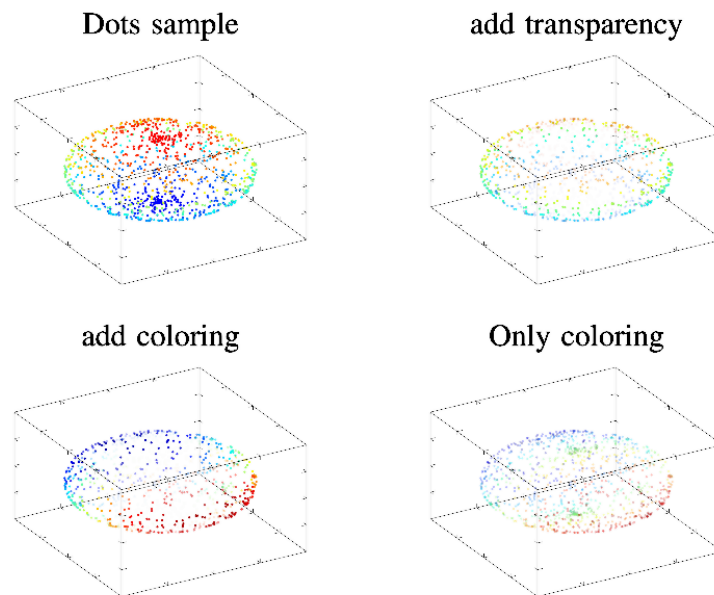 Dots sample
add transparency
add coloring
Only coloring